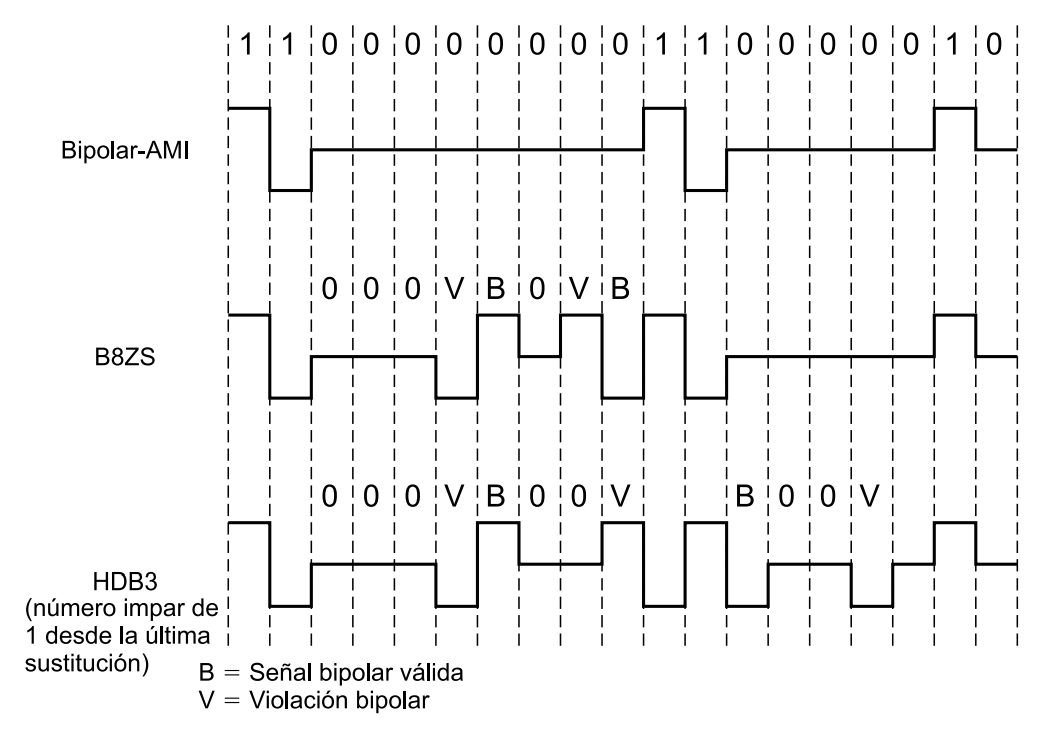 1 1 0 0 0 0 0 0 0 0 1 1 0 0 0 0 0 1 0
Bipolar-AMI
0 0 0 V B 0 V B
B8ZS
0 0 0 V B 0 0 V B 0 0 V
HDB3
(número impar de
1 desde la última
sustitución)
B = Señal bipolar válida
V = Violación bipolar